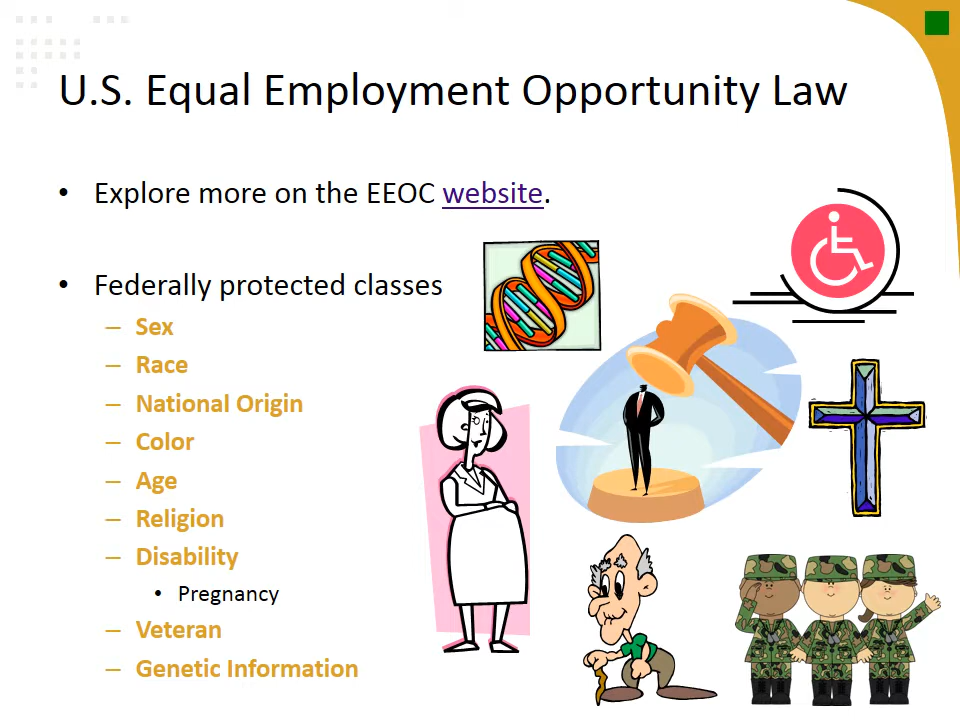 U.S. Equal Employment Opportunity Law
• Explore more on the EEOC website.
• Federally protected classes
– Sex
– Race
– National Origin
– Color
– Age
– Religion
– Disability
• Pregnancy
– Veteran
– Genetic Information